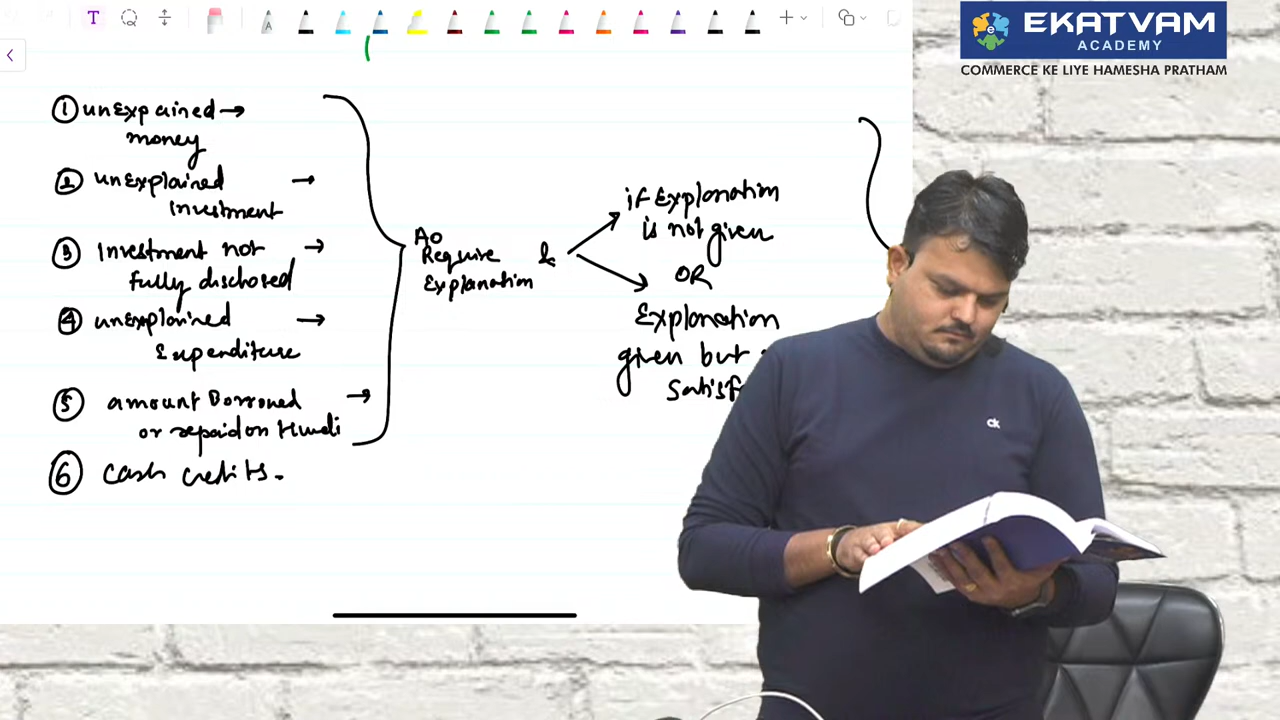 EKATVAM
ACADEMY
COMMERCE KE LIYE HAMESHA PRATHAM
① unexpained →
money
② unexplained →
Investment
③ Investment not →
fully disclosed
④ unexplained →
Expenditure
⑤ amount Borrowed →
or repaid on Hundi
⑥ cash credits.
AO
Require
Explanation
&
if Explanation
is not given
OR
Explanation
given but
ck